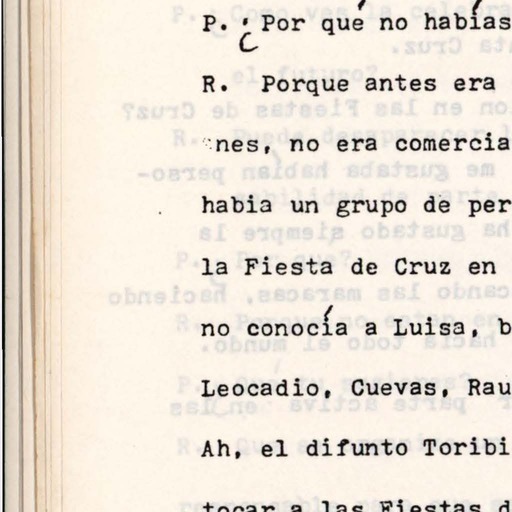 P. ¿Por qué no habías
R. Porque antes era
nes, no era comercia
habia un grupo de per
la Fiesta de Cruz en
no conocía a Luisa, b
Leocadio, Cuevas, Rau
Ah, el difunto Toribi
tocar a las Fiestas d